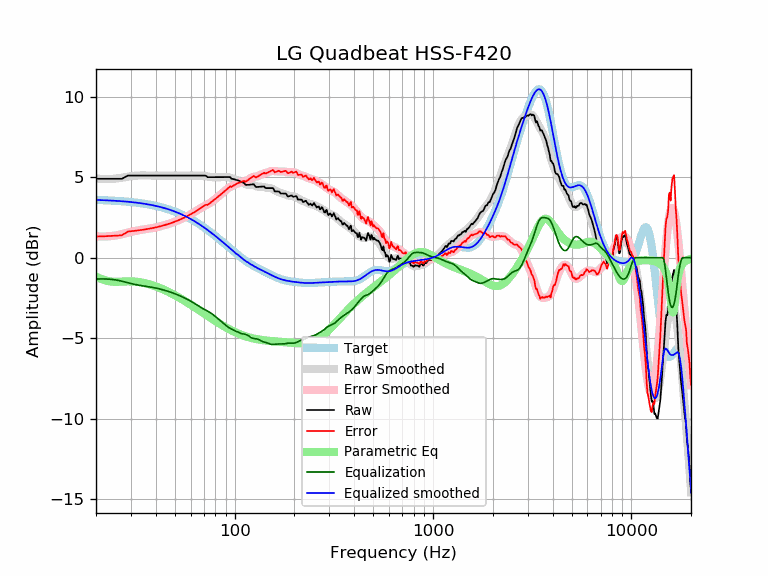 LG Quadbeat HSS-F420
10
5
0
−5
−10
−15
Amplitude (dBr)
Target
Raw Smoothed
Error Smoothed
Raw
Error
Parametric Eq
Equalization
Equalized smoothed
100
1000
10000
Frequency (Hz)